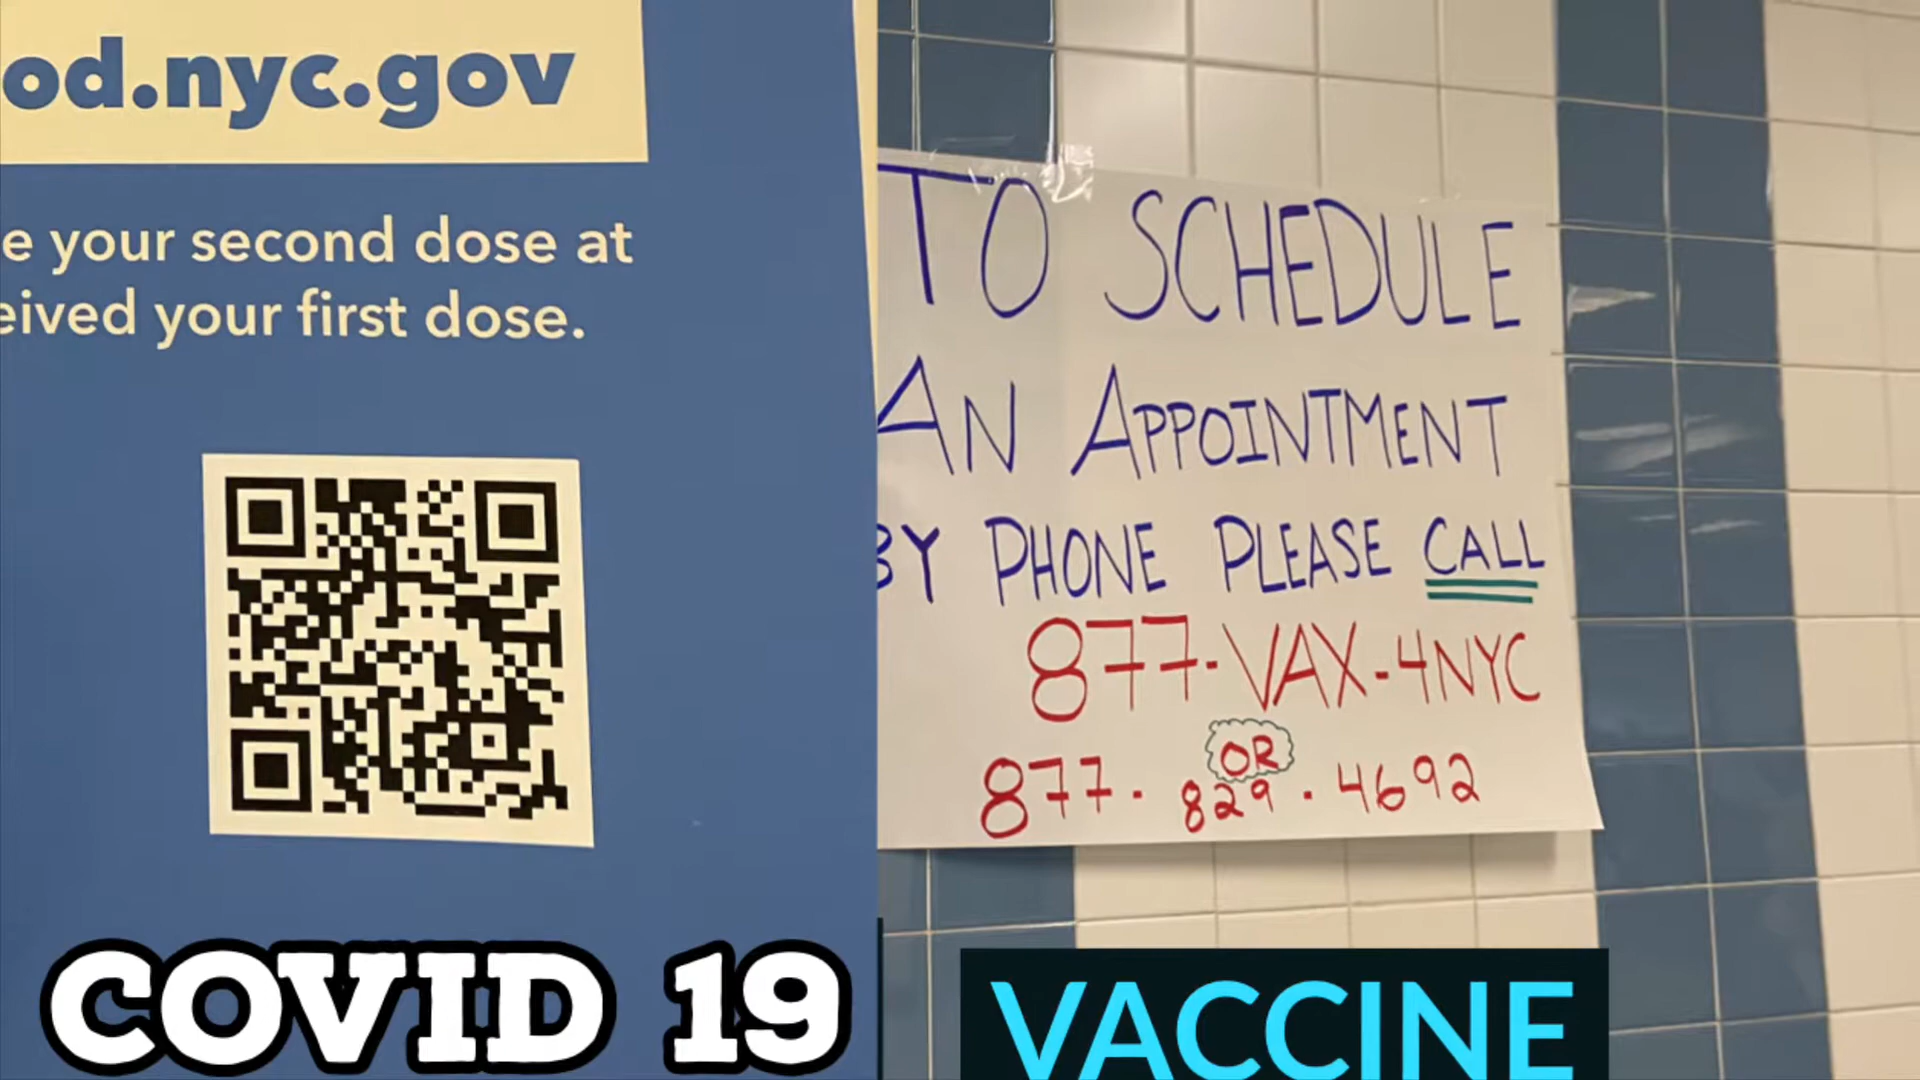 od.nyc.gov
e your second dose at
eived your first dose.
COVID 19
TO SCHEDULE
AN APPOINTMENT
BY PHONE PLEASE CALL
877-VAX-4NYC
OR
877.829.4692
VACCINE